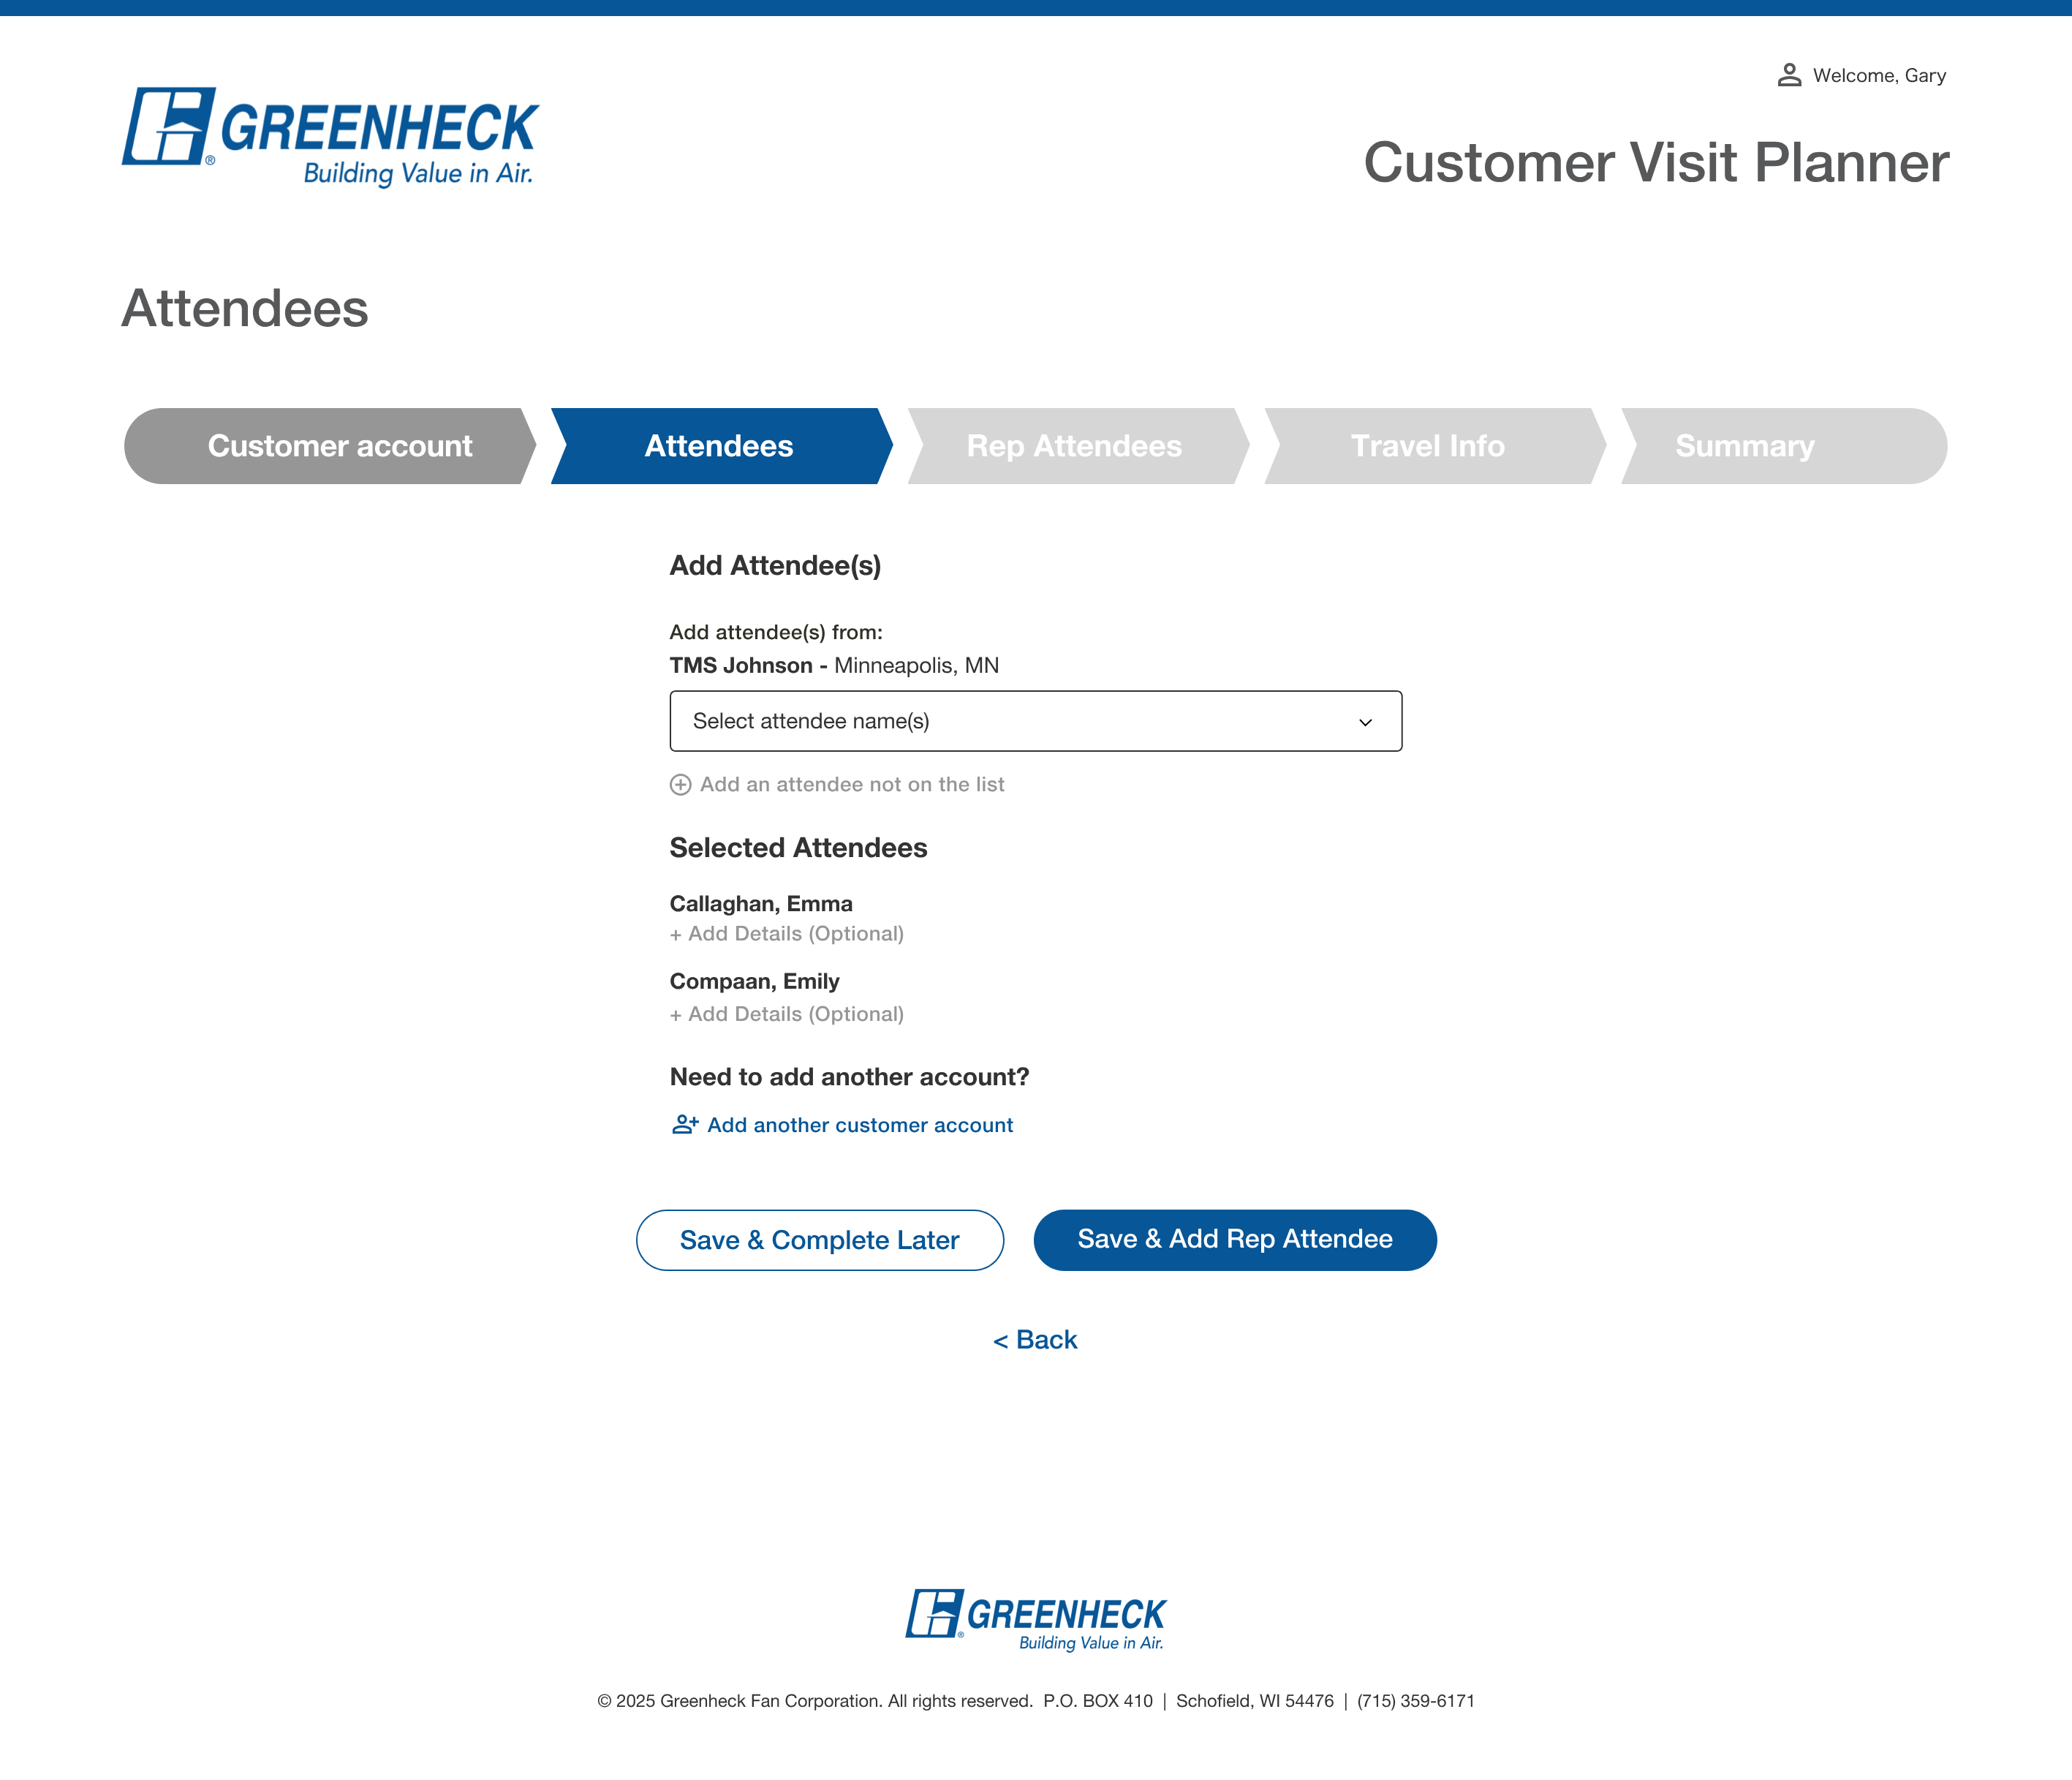 Welcome, Gary
GREENHECK
®
Building Value in Air.
Customer Visit Planner
Attendees
Customer account
Attendees
Rep Attendees
Travel Info
Summary
Add Attendee(s)
Add attendee(s) from:
TMS Johnson - Minneapolis, MN
Select attendee name(s)
Add an attendee not on the list
Selected Attendees
Callaghan, Emma
+ Add Details (Optional)
Compaan, Emily
+ Add Details (Optional)
Need to add another account?
Add another customer account
Save & Complete Later
Save & Add Rep Attendee
< Back
GREENHECK
®
Building Value in Air.
© 2025 Greenheck Fan Corporation. All rights reserved. P.O. BOX 410 | Schofield, WI 54476 | (715) 359-6171